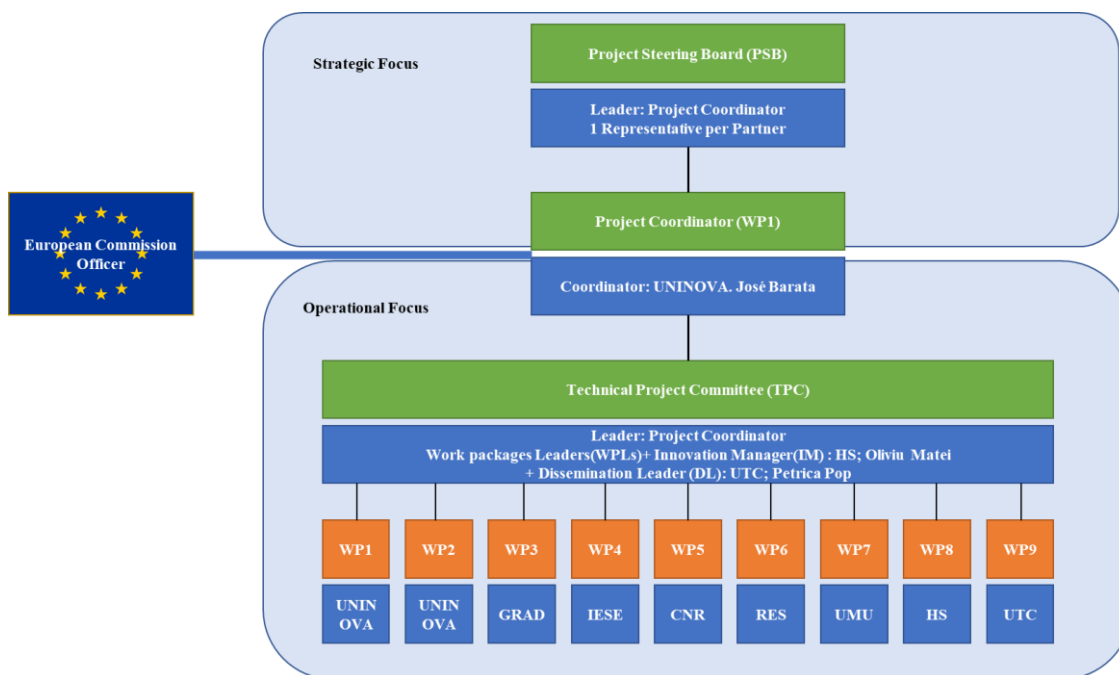 Strategic Focus
Project Steering Board (PSB)
Leader: Project Coordinator
1 Representative per Partner
Project Coordinator (WP1)
European Commission
Officer
Coordinator: UNINOVA. José Barata
Operational Focus
Technical Project Committee (TPC)
Leader: Project Coordinator
Work packages Leaders(WPLs)+ Innovation Manager(IM) : HS; Oliviu Matei
+ Dissemination Leader (DL): UTC; Petrica Pop
WP1
WP2
WP3
WP4
WP5
WP6
WP7
WP8
WP9
UNIN
OVA
UNIN
OVA
GRAD
IESE
CNR
RES
UMU
HS
UTC